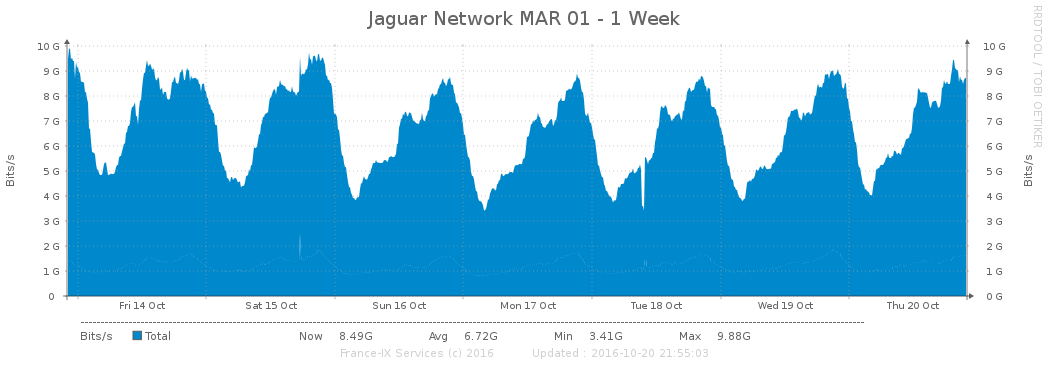 Jaguar Network MAR 01 - 1 Week
RRDTOOL / TOBI OETIKER
Bits/s
10 G 10 G
9 G 9 G
8 G 8 G
7 G 7 G
6 G 6 G
5 G 5 G
4 G 4 G
3 G 3 G
2 G 2 G
1 G 1 G
0 0 G
Bits/s
Fri 14 Oct Sat 15 Oct Sun 16 Oct Mon 17 Oct Tue 18 Oct Wed 19 Oct Thu 20 Oct
Bits/s Total Now 8.49G Avg 6.72G Min 3.41G Max 9.88G
France-IX Services (c) 2016 Updated : 2016-10-20 21:55:03